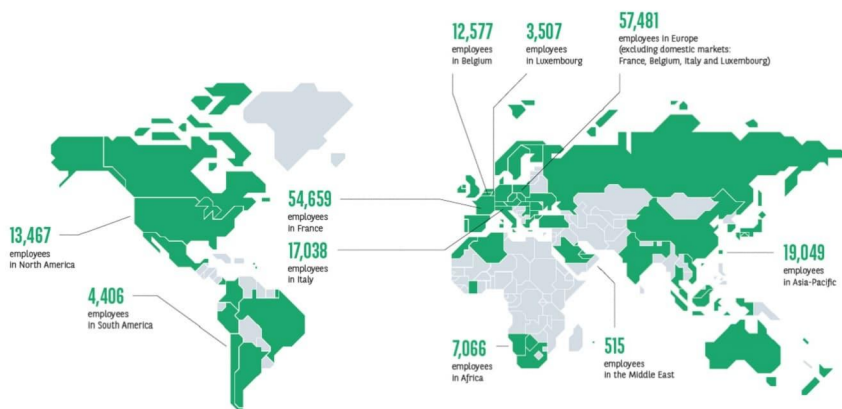 12,577
employees
in Belgium
3,507
employees
in Luxembourg
57,481
employees in Europe
(excluding domestic markets:
France, Belgium, Italy and Luxembourg)
54,659
employees
in France
13,467
employees
in North America
17,038
employees
in Italy
19,049
employees
in Asia-Pacific
4,406
employees
in South America
7,066
employees
in Africa
515
employees
in the Middle East